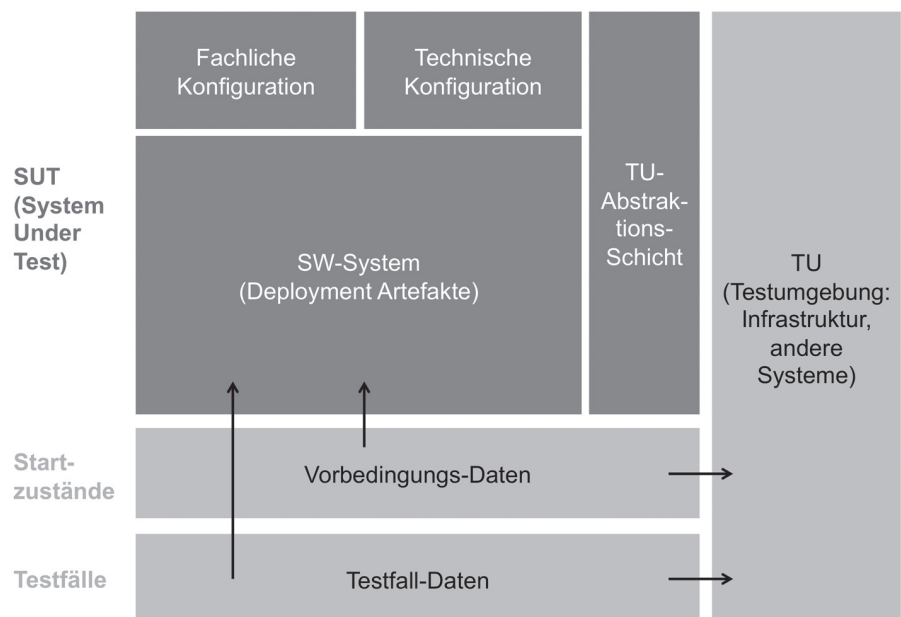 Fachliche
Konfiguration
Technische
Konfiguration
SUT
(System
Under
Test)
SW-System
(Deployment Artefakte)
TU-
Abstrak-
tions-
Schicht
TU
(Testumgebung:
Infrastruktur,
andere
Systeme)
Start-
zustände
Vorbedingungs-Daten
Testfälle
Testfall-Daten